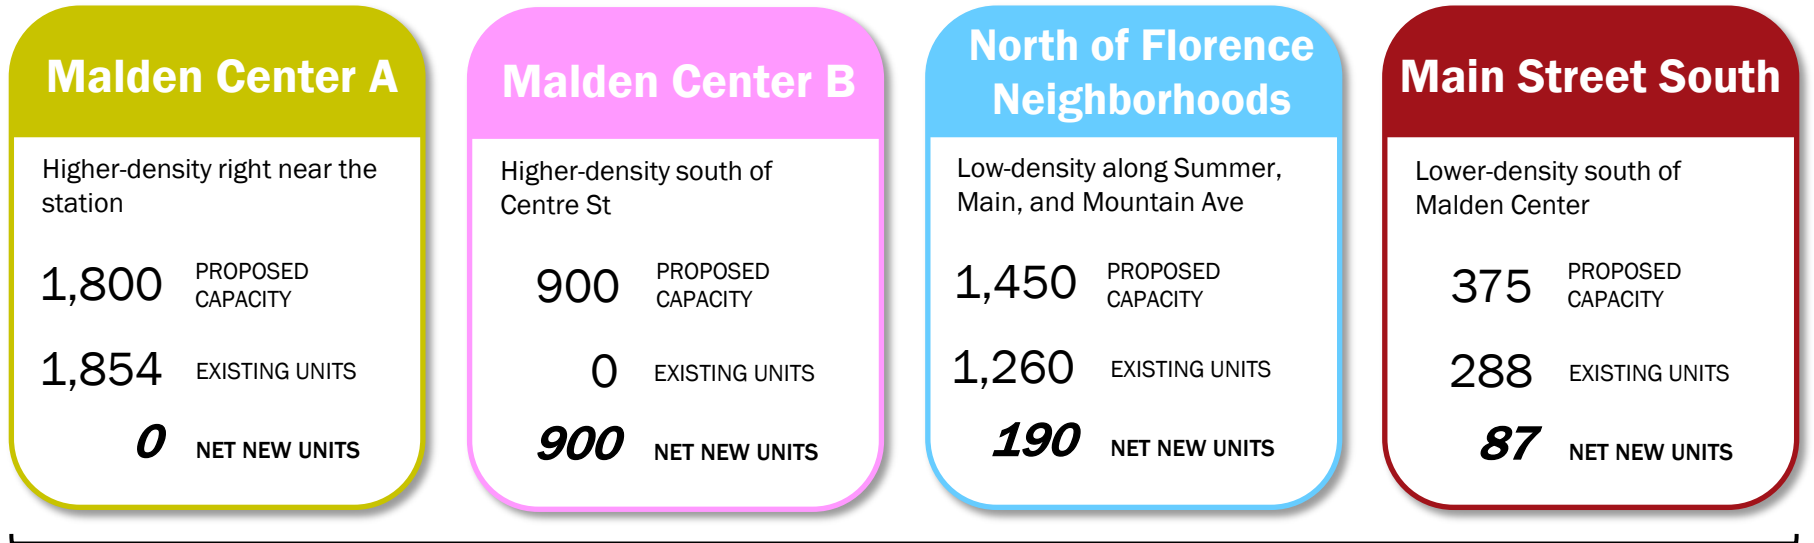 Malden Center A
Higher-density right near the
station
1,800 PROPOSED
CAPACITY
1,854 EXISTING UNITS
0 NET NEW UNITS
Malden Center B
Higher-density south of
Centre St
900 PROPOSED
CAPACITY
0 EXISTING UNITS
900 NET NEW UNITS
North of Florence
Neighborhoods
Low-density along Summer,
Main, and Mountain Ave
1,450 PROPOSED
CAPACITY
1,260 EXISTING UNITS
190 NET NEW UNITS
Main Street South
Lower-density south of
Malden Center
375 PROPOSED
CAPACITY
288 EXISTING UNITS
87 NET NEW UNITS